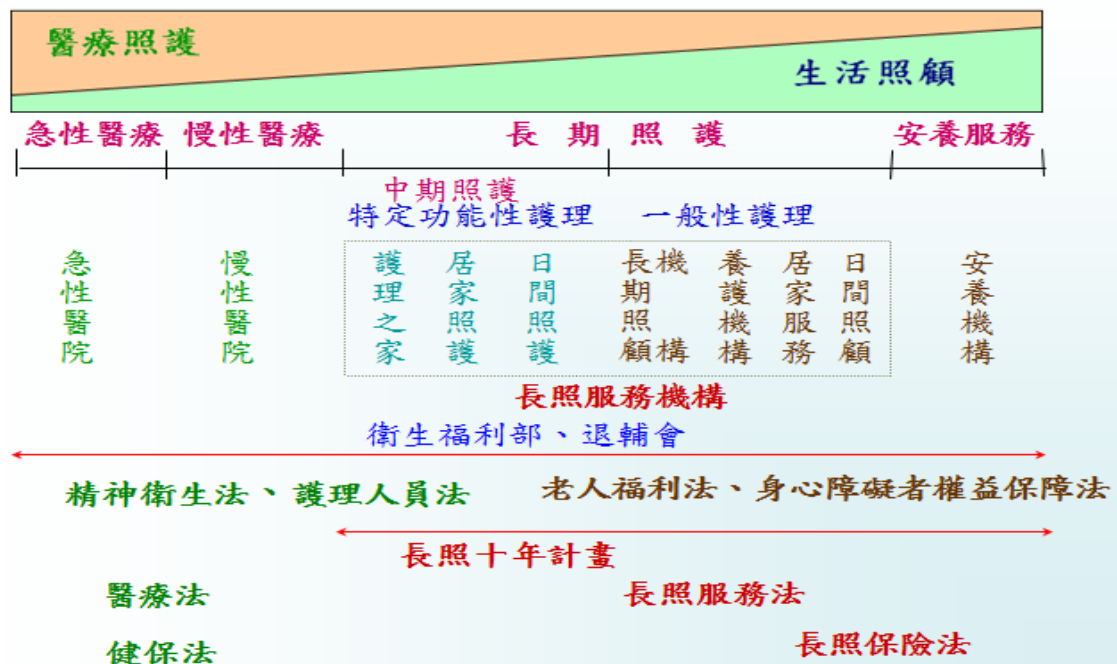 醫療照護
生活照顧
急性醫療 慢性醫療 長期照護 安養服務
中期照護
特定功能性護理 一般性護理
急性醫院
慢性醫院
護理之家
居家照護
日間照護
長期照顧機構
養護機構
居家服務
日間照顧
安養機構
長照服務機構
衛生福利部、退輔會
精神衛生法、護理人員法 老人福利法、身心障礙者權益保障法
長照十年計畫
醫療法 長照服務法
健保法 長照保險法